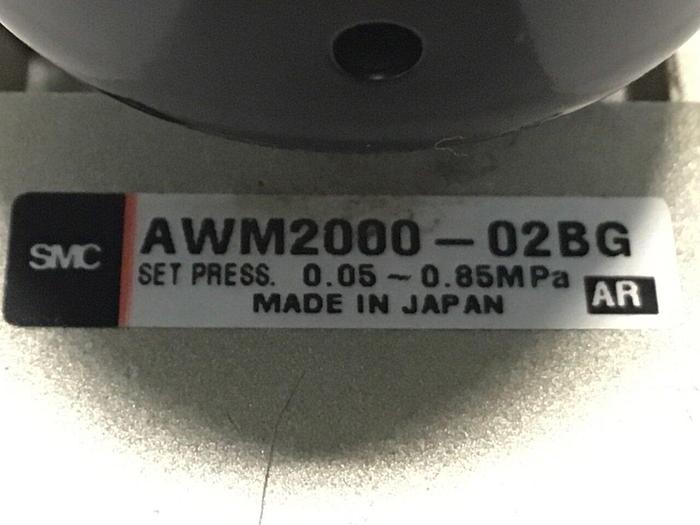 SMC
AWM2000-02BG
SET PRESS. 0.05~0.85MPa
AR
MADE IN JAPAN